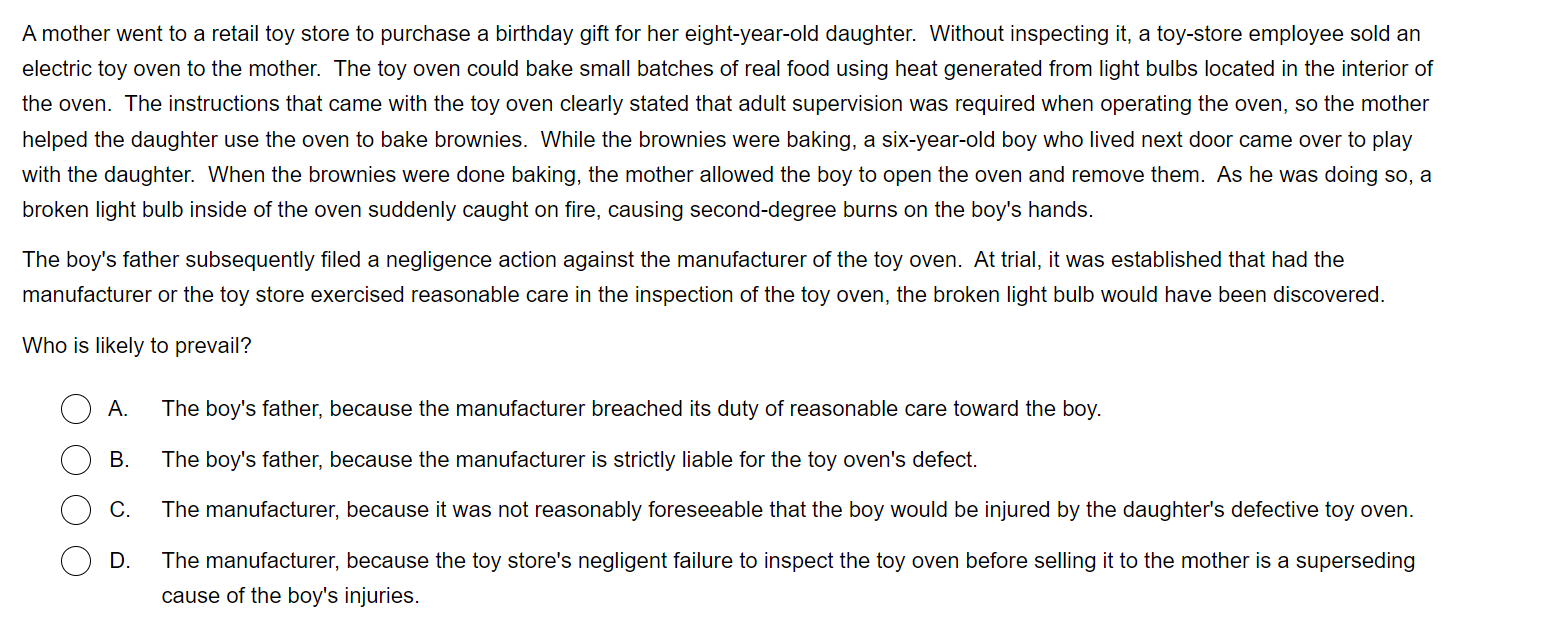 A mother went to a retail toy store to purchase a birthday gift for her eight-year-old daughter.  Without inspecting it, a toy-store employee sold an
electric toy oven to the mother.  The toy oven could bake small batches of real food using heat generated from light bulbs located in the interior of
the oven.  The instructions that came with the toy oven clearly stated that adult supervision was required when operating the oven, so the mother
helped the daughter use the oven to bake brownies.  While the brownies were baking, a six-year-old boy who lived next door came over to play
with the daughter.  When the brownies were done baking, the mother allowed the boy to open the oven and remove them.  As he was doing so, a
broken light bulb inside of the oven suddenly caught on fire, causing second-degree burns on the boy's hands.
The boy's father subsequently filed a negligence action against the manufacturer of the toy oven.  At trial, it was established that had the
manufacturer or the toy store exercised reasonable care in the inspection of the toy oven, the broken light bulb would have been discovered.
Who is likely to prevail?
A. The boy's father, because the manufacturer breached its duty of reasonable care toward the boy.
B. The boy's father, because the manufacturer is strictly liable for the toy oven's defect.
C. The manufacturer, because it was not reasonably foreseeable that the boy would be injured by the daughter's defective toy oven.
D. The manufacturer, because the toy store's negligent failure to inspect the toy oven before selling it to the mother is a superseding
cause of the boy's injuries.